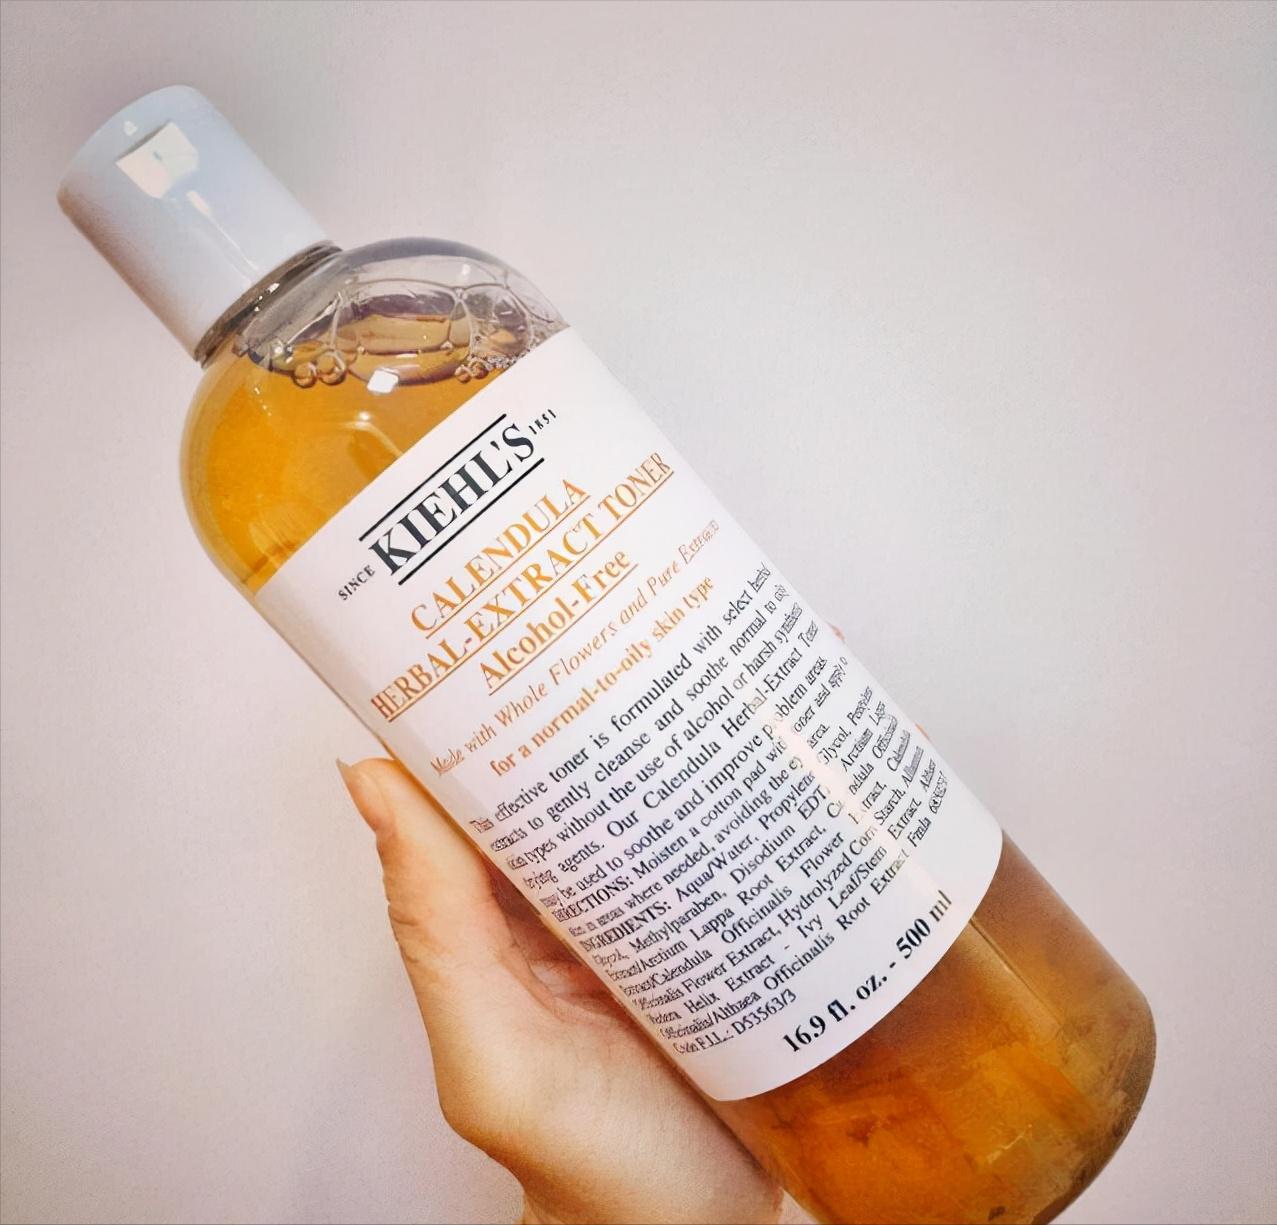 SINCE KIEHL'S 1851
CALENDULA
HERBAL-EXTRACT TONER
Alcohol-Free
Made with Whole Flowers and Pure Extracts
for a normal-to-oily skin type
This effective toner is formulated with select herbal
extracts to gently cleanse and soothe normal to oily
skin types without the use of alcohol or harsh synthetic
drying agents. Our Calendula Herbal-Extract Toner
may be used to soothe and improve problem areas.
DIRECTIONS: Moisten a cotton pad with toner and apply to
areas where needed, avoiding the eye area.
INGREDIENTS: Aqua/Water, Propylene Glycol,
Glycol, Methylparaben, Disodium EDTA, Arctium Lappa
Extract/Arctium Lappa Root Extract, Calendula Officinalis
Extract/Calendula Officinalis Flower Extract,
Officinalis Flower Extract, Hydrolyzed Corn Starch,
Hedera Helix Extract - Ivy Leaf/Stem Extract, Althaea
Officinalis/Althaea Officinalis Root Extract
Code F.I.L.: D53563/3
16.9 fl. oz. - 500 ml